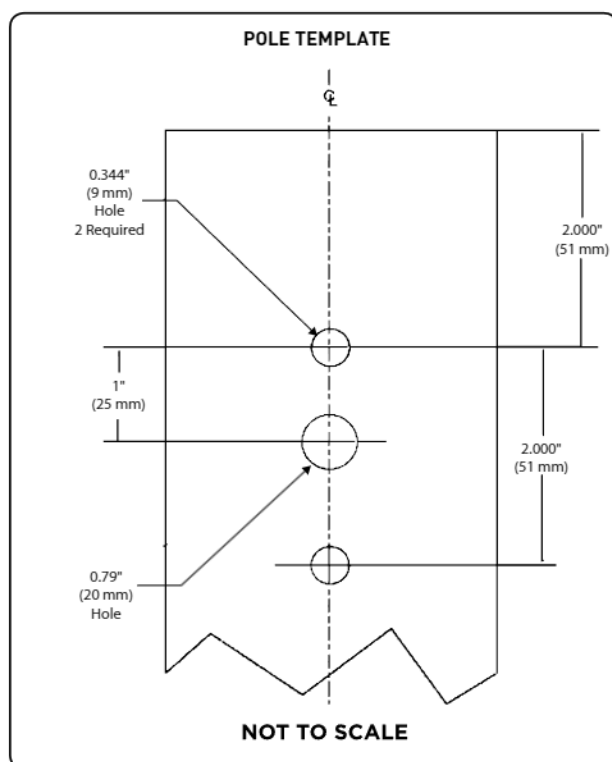 POLE TEMPLATE
℄
0.344"
(9 mm)
Hole
2 Required
2.000"
(51 mm)
1"
(25 mm)
2.000"
(51 mm)
0.79"
(20 mm)
Hole
NOT TO SCALE